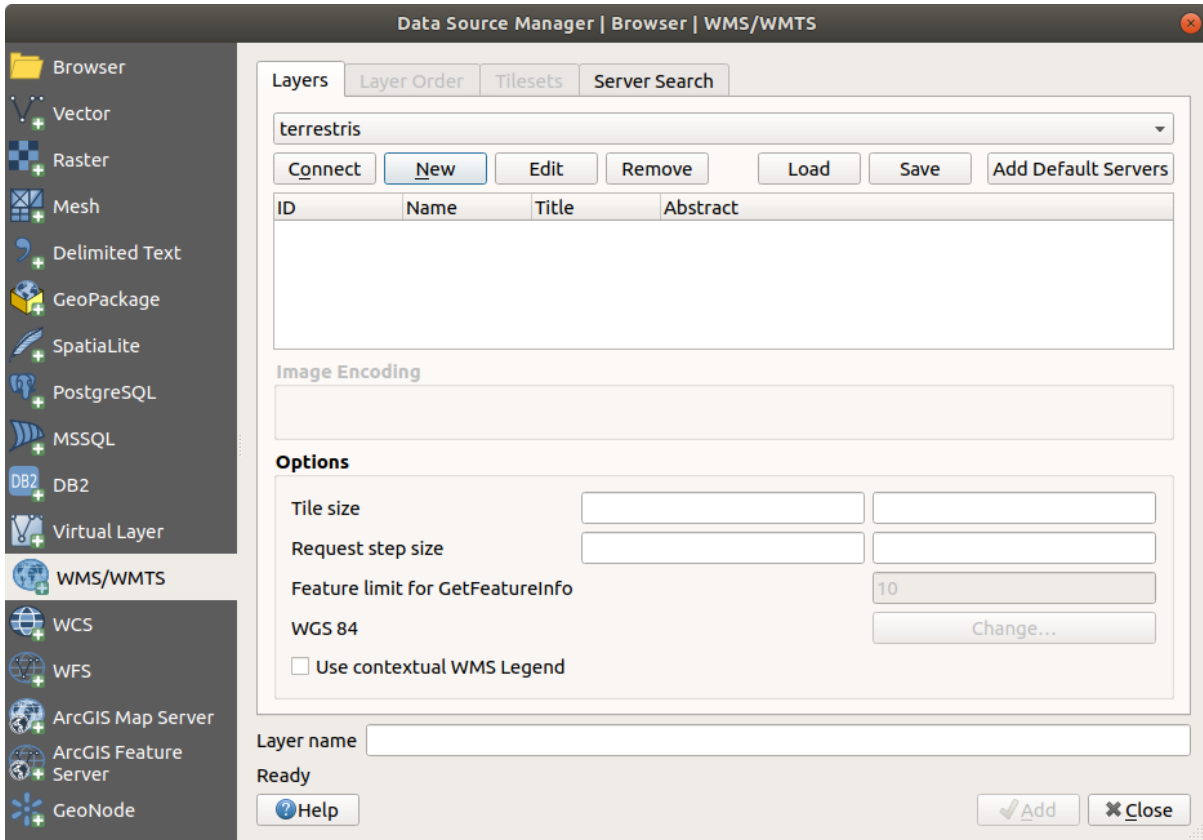 Data Source Manager | Browser | WMS/WMTS
Browser
Vector
Raster
Mesh
Delimited Text
GeoPackage
SpatiaLite
PostgreSQL
MSSQL
DB2
DB2
Virtual Layer
WMS/WMTS
WCS
WFS
ArcGIS Map Server
ArcGIS Feature
Server
GeoNode
Layers Layer Order Tilesets Server Search
terrestris
Connect New Edit Remove Load Save Add Default Servers
ID Name Title Abstract
Image Encoding
Options
Tile size
Request step size
Feature limit for GetFeatureInfo 10
WGS 84 Change...
Use contextual WMS Legend
Layer name
Ready
?Help Add Close